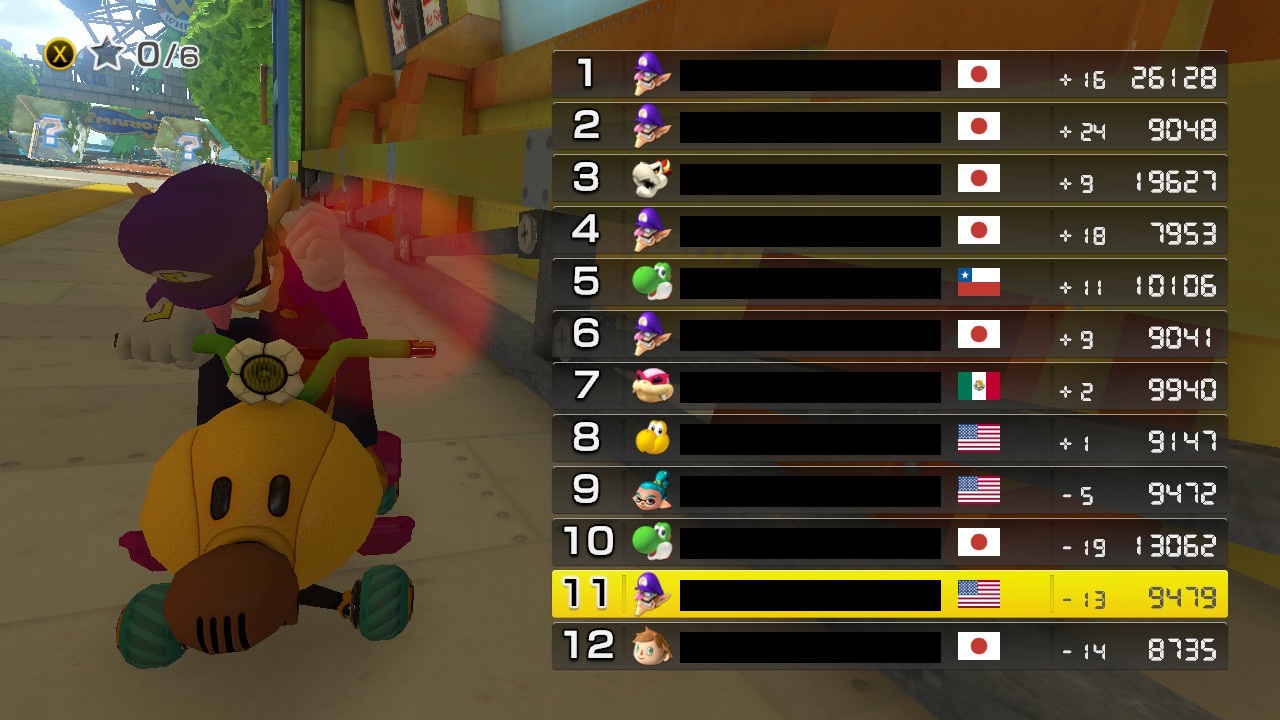 X 0/6
1 + 16 26128
2 + 24 9048
3 + 9 19627
4 + 18 7953
5 + 11 10106
6 + 9 9041
7 + 2 9940
8 + 1 9147
9 - 5 9472
10 - 19 13062
11 - 13 9479
12 - 14 8735
? ?